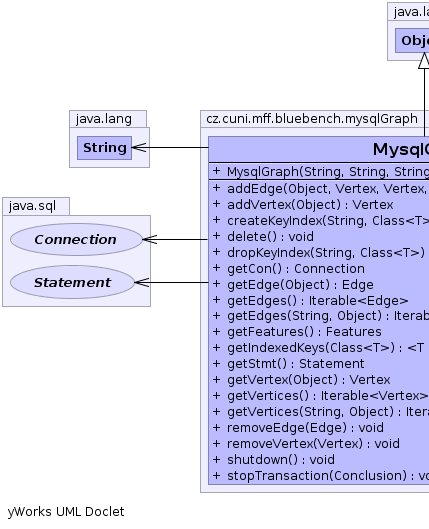 java.la
Obje
java.lang
String
cz.cuni.mff.bluebench.mysqlGraph
MysqlG
+ MysqlGraph(String, String, String
+ addEdge(Object, Vertex, Vertex,
+ addVertex(Object) : Vertex
+ createKeyIndex(String, Class<T>
+ delete() : void
+ dropKeyIndex(String, Class<T>)
+ getCon() : Connection
+ getEdge(Object) : Edge
+ getEdges() : Iterable<Edge>
+ getEdges(String, Object) : Iterab
+ getFeatures() : Features
+ getIndexedKeys(Class<T>) : <T
+ getStmt() : Statement
+ getVertex(Object) : Vertex
+ getVertices() : Iterable<Vertex>
+ getVertices(String, Object) : Itera
+ removeEdge(Edge) : void
+ removeVertex(Vertex) : void
+ shutdown() : void
+ stopTransaction(Conclusion) : vo
java.sql
Connection
Statement
yWorks UML Doclet